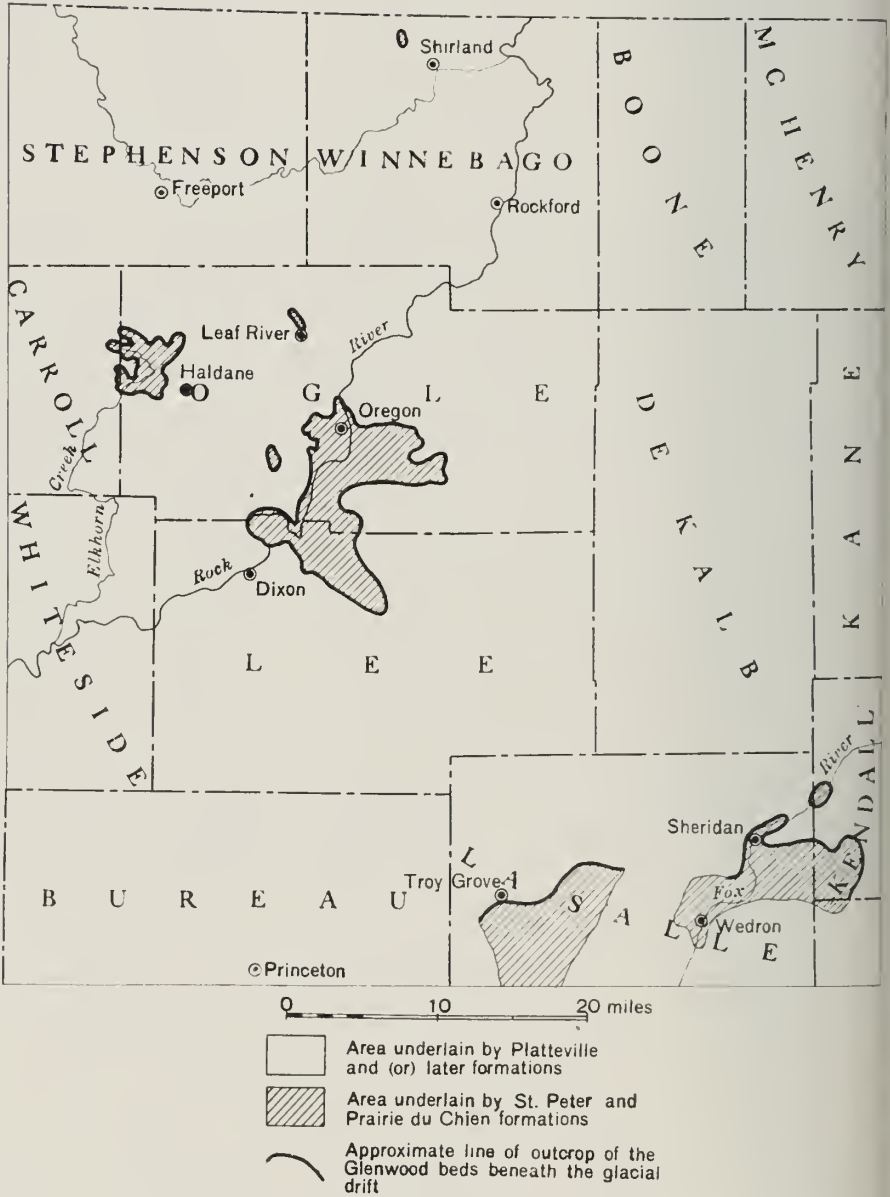 Shirland
STEPHENSON
WINNEBAGO
BOONE
MCHENRY
Freeport
Rockford
CARROLL
Leaf River
River
Haldane
OGLE
Oregon
DE KALB
KANE
Creek
Elkhorn
WHITESIDE
Rock
Dixon
LEE
KENDALL
River
Sheridan
LA SALLE
Troy Grove
Fox
Wedron
BUREAU
Princeton
0 10 20 miles
Area underlain by Platteville
and (or) later formations
Area underlain by St. Peter and
Prairie du Chien formations
Approximate line of outcrop of the
Glenwood beds beneath the glacial
drift